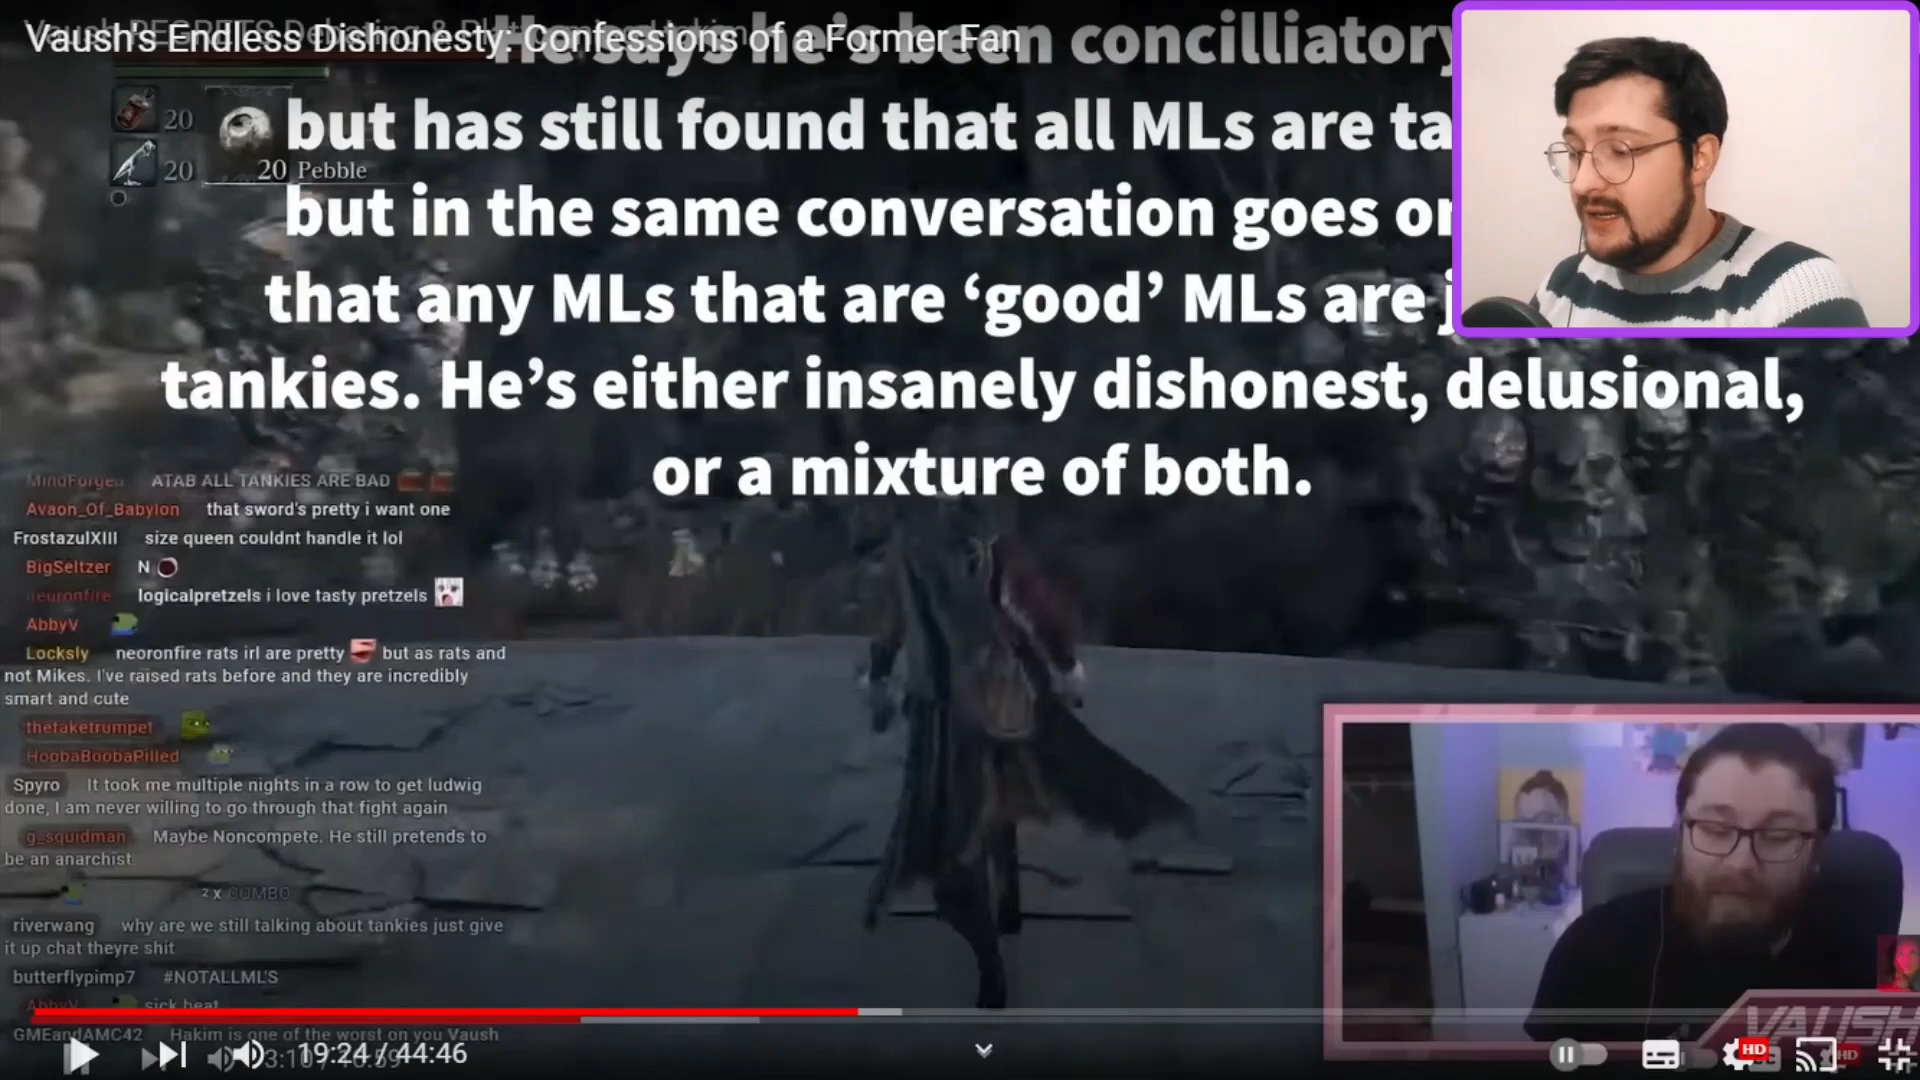 Vaush's Endless Dishonesty: Confessions of a Former Fan
He says he's been concilliatory
but has still found that all MLs are ta
but in the same conversation goes on
that any MLs that are ‘good’ MLs are j
tankies. He’s either insanely dishonest, delusional,
or a mixture of both.
20
20
20 Pebble
MindForged ATAB ALL TANKIES ARE BAD
Avaon_Of_Babylon that sword's pretty i want one
FrostazulXIII size queen couldnt handle it lol
BigSeltzer N
neuronfire logicalpretzels i love tasty pretzels
AbbyV
Locksly neoronfire rats irl are pretty but as rats and
not Mikes. I've raised rats before and they are incredibly
smart and cute
thefaketrumpet
HoobaBoobaPilled
Spyro It took me multiple nights in a row to get ludwig
done, I am never willing to go through that fight again
g_squidman Maybe Noncompete. He still pretends to
be an anarchist.
2 x COMBO
riverwang why are we still talking about tankies just give
it up chat theyre shit
butterflypimp7 #NOTALLML'S
AbbyV sick beat
GMEandAMC42 Hakim is one of the worst on you Vaush
19:24 / 44:46
HD
HD
VAUSH